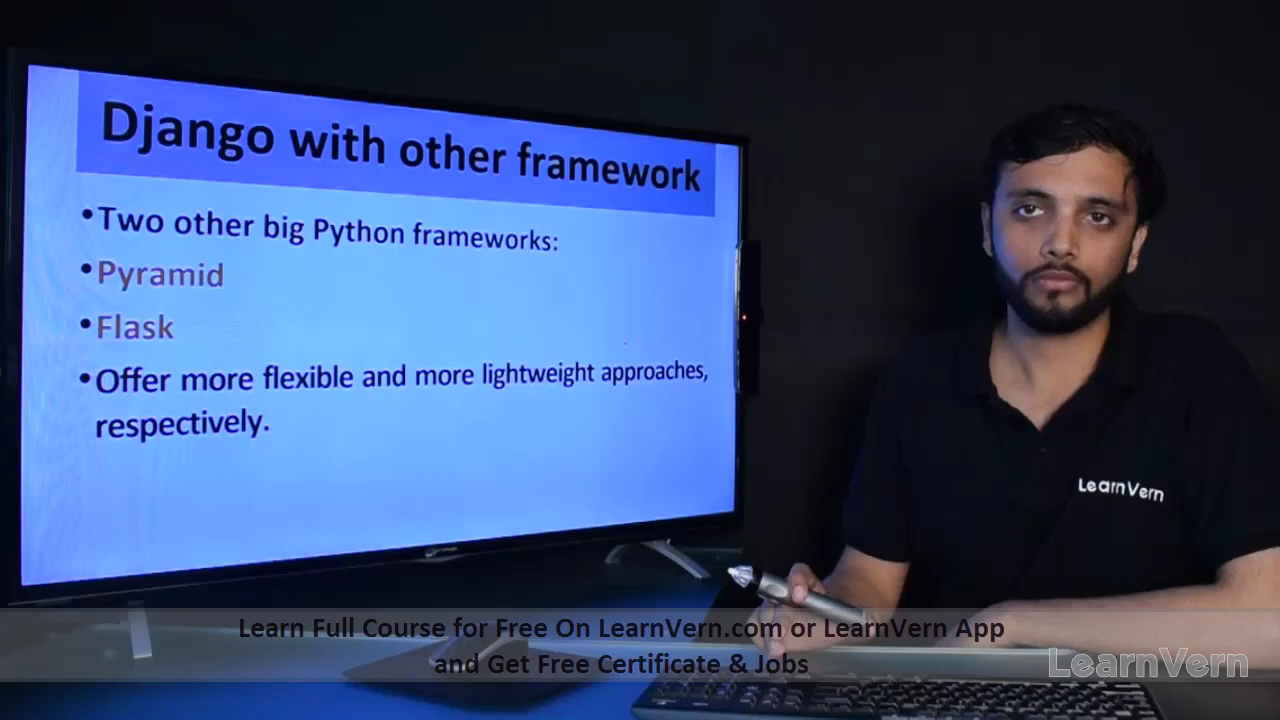 Django with other framework
•Two other big Python frameworks:
•Pyramid
•Flask
•Offer more flexible and more lightweight approaches,
respectively.
LearnVern
Learn Full Course for Free On LearnVern.com or LearnVern App
and Get Free Certificate & Jobs
LearnVern